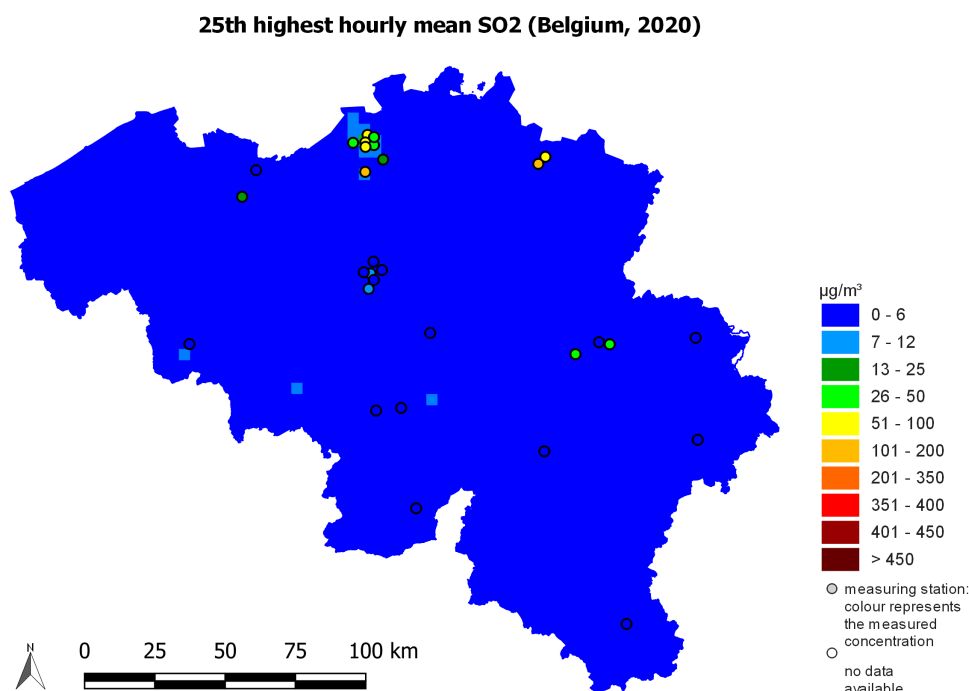 25th highest hourly mean SO2 (Belgium, 2020)
µg/m³
0 - 6
7 - 12
13 - 25
26 - 50
51 - 100
101 - 200
201 - 350
351 - 400
401 - 450
> 450
measuring station:
colour represents
the measured
concentration
no data
available
N
0 25 50 75 100 km